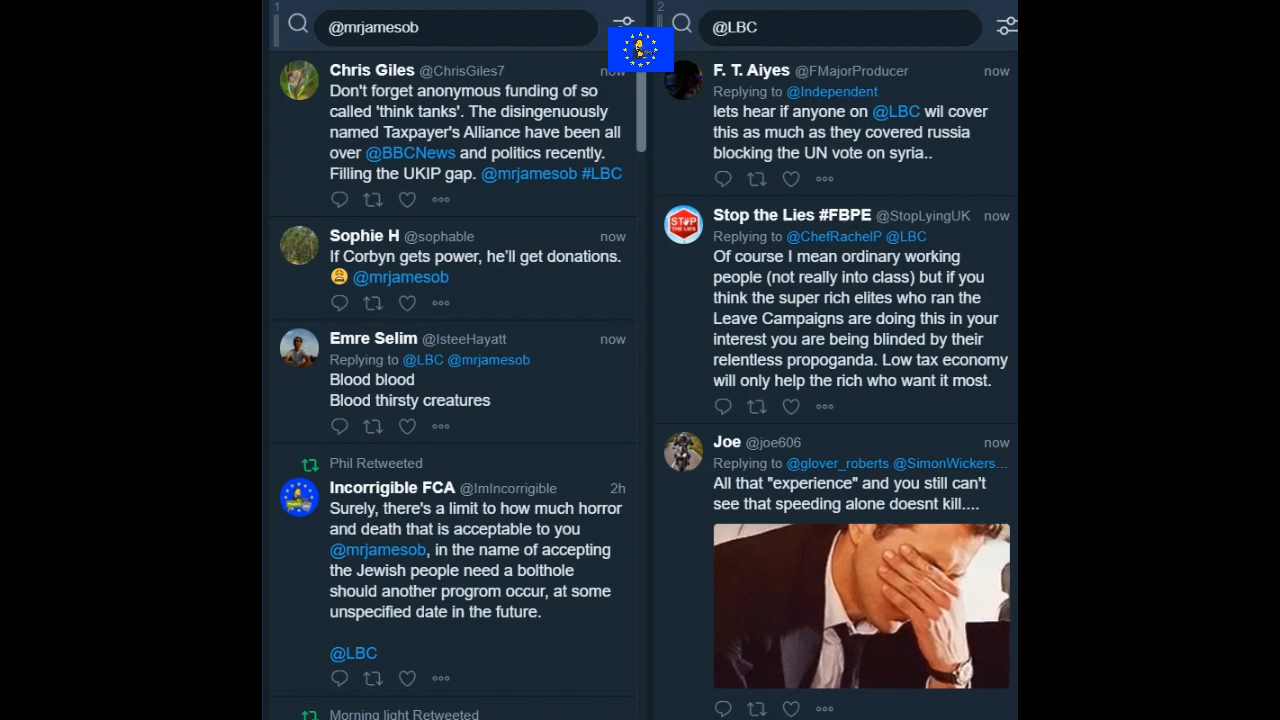 1
@mrjamesob
Chris Giles @ChrisGiles7 now
Don't forget anonymous funding of so
called 'think tanks'. The disingenuously
named Taxpayer's Alliance have been all
over @BBCNews and politics recently.
Filling the UKIP gap. @mrjamesob #LBC
Sophie H @sophable now
If Corbyn gets power, he'll get donations.
😩 @mrjamesob
Emre Selim @IsteeHayatt now
Replying to @LBC @mrjamesob
Blood blood
Blood thirsty creatures
Phil Retweeted
Incorrigible FCA @ImIncorrigible 2h
Surely, there's a limit to how much horror
and death that is acceptable to you
@mrjamesob, in the name of accepting
the Jewish people need a bolthole
should another progrom occur, at some
unspecified date in the future.
@LBC
Morning light Retweeted
2
@LBC
F. T. Aiyes @FMajorProducer now
Replying to @Independent
lets hear if anyone on @LBC wil cover
this as much as they covered russia
blocking the UN vote on syria..
Stop the Lies #FBPE @StopLyingUK now
STOP
THE LIES
Replying to @ChefRachelP @LBC
Of course I mean ordinary working
people (not really into class) but if you
think the super rich elites who ran the
Leave Campaigns are doing this in your
interest you are being blinded by their
relentless propoganda. Low tax economy
will only help the rich who want it most.
Joe @joe606 now
Replying to @glover_roberts @SimonWickers...
All that "experience" and you still can't
see that speeding alone doesnt kill....